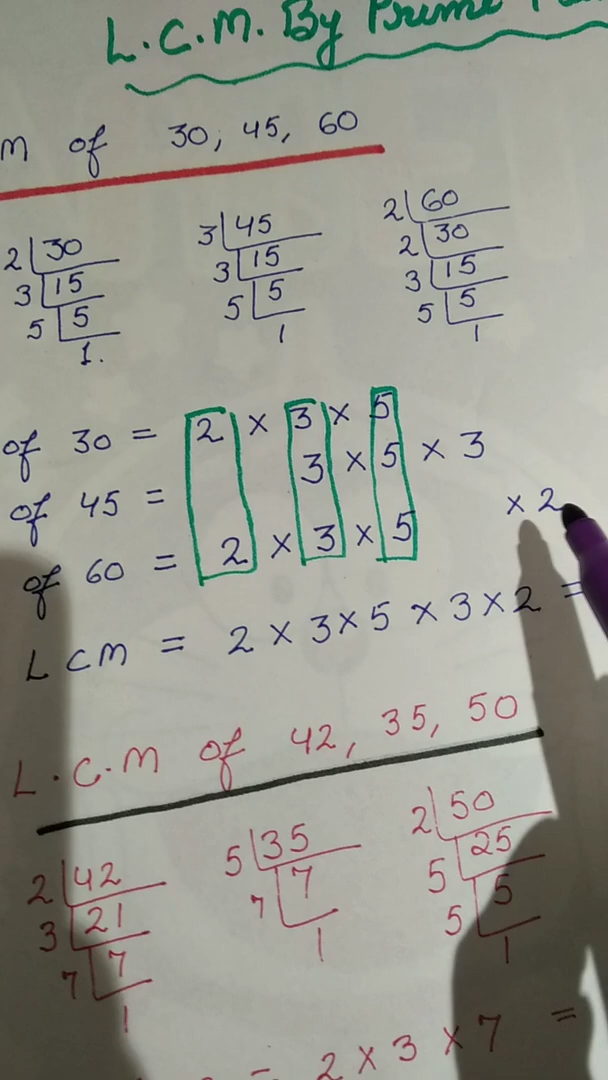 L.C.M. By Prime
M of 30, 45, 60
2 | 30   3 | 45   2 | 60
3 | 15   3 | 15   2 | 30
5 | 5   5 | 5   3 | 15
1.   1   5 | 5
1
of 30 = 2 × 3 × 5
of 45 = 3 × 5 × 3
of 60 = 2 × 3 × 5 × 2
LCM = 2 × 3 × 5 × 3 × 2 =
L.C.M of 42, 35, 50
2 | 42   5 | 35   2 | 50
3 | 21   7 | 7   5 | 25
7 | 7   1   5 | 5
1   1
= 2 × 3 × 7 =